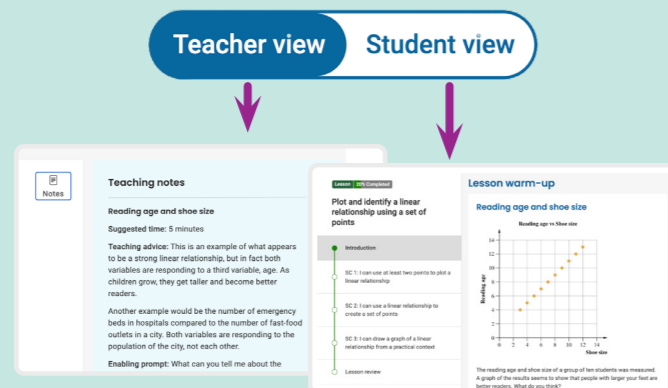 Teacher view
Student view
Notes
Teaching notes
Reading age and shoe size
Suggested time: 5 minutes
Teaching advice: This is an example of what appears
to be a strong linear relationship, but in fact both
variables are responding to a third variable, age. As
children grow, they get taller and become better
readers.
Another example would be the number of emergency
beds in hospitals compared to the number of fast-food
outlets in a city. Both variables are responding to the
population of the city, not each other.
Enabling prompt: What can you tell me about the
Lesson
Completed
Plot and identify a linear
relationship using a set of
points
Introduction
SC 1: I can use at least two points to plot a
linear relationship
SC 2: I can use a linear relationship to
create a set of points
SC 3: I can draw a graph of a linear
relationship from a practical context
Lesson review
Lesson warm-up
Reading age and shoe size
Reading age vs Shoe size
Reading age
14
12
10
8
6
4
2
0
0 2 4 6 8 10 12 14
Shoe size
The reading age and shoe size of a group of ten students was measured.
A graph of the results seems to show that people with larger your feet are
better readers. What do you think?